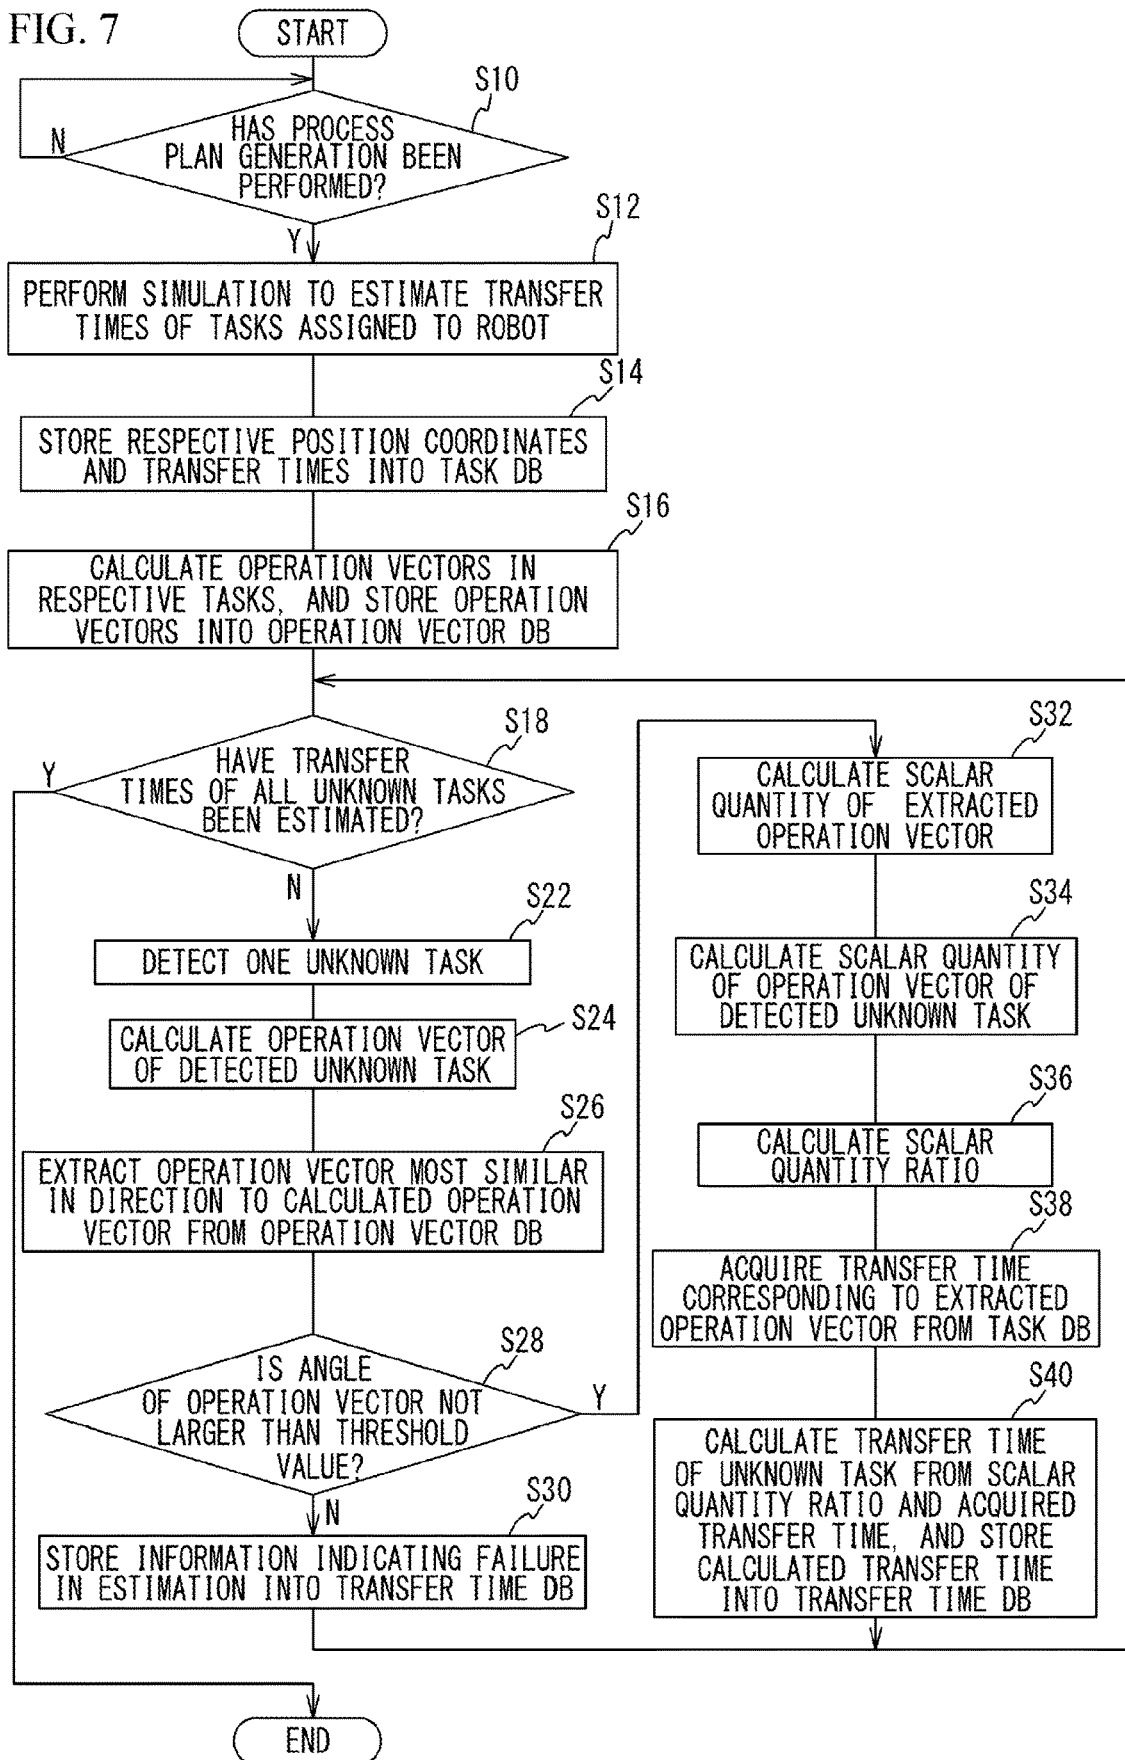 FIG. 7
START
S10
N
HAS PROCESS
PLAN GENERATION BEEN
PERFORMED?
Y
S12
PERFORM SIMULATION TO ESTIMATE TRANSFER
TIMES OF TASKS ASSIGNED TO ROBOT
S14
STORE RESPECTIVE POSITION COORDINATES
AND TRANSFER TIMES INTO TASK DB
S16
CALCULATE OPERATION VECTORS IN
RESPECTIVE TASKS, AND STORE OPERATION
VECTORS INTO OPERATION VECTOR DB
S18
Y
HAVE TRANSFER
TIMES OF ALL UNKNOWN TASKS
BEEN ESTIMATED?
N
S22
DETECT ONE UNKNOWN TASK
S24
CALCULATE OPERATION VECTOR
OF DETECTED UNKNOWN TASK
S26
EXTRACT OPERATION VECTOR MOST SIMILAR
IN DIRECTION TO CALCULATED OPERATION
VECTOR FROM OPERATION VECTOR DB
S28
IS ANGLE
OF OPERATION VECTOR NOT
LARGER THAN THRESHOLD
VALUE?
Y
N
S30
STORE INFORMATION INDICATING FAILURE
IN ESTIMATION INTO TRANSFER TIME DB
S32
CALCULATE SCALAR
QUANTITY OF EXTRACTED
OPERATION VECTOR
S34
CALCULATE SCALAR QUANTITY
OF OPERATION VECTOR OF
DETECTED UNKNOWN TASK
S36
CALCULATE SCALAR
QUANTITY RATIO
S38
ACQUIRE TRANSFER TIME
CORRESPONDING TO EXTRACTED
OPERATION VECTOR FROM TASK DB
S40
CALCULATE TRANSFER TIME
OF UNKNOWN TASK FROM SCALAR
QUANTITY RATIO AND ACQUIRED
TRANSFER TIME, AND STORE
CALCULATED TRANSFER TIME
INTO TRANSFER TIME DB
END